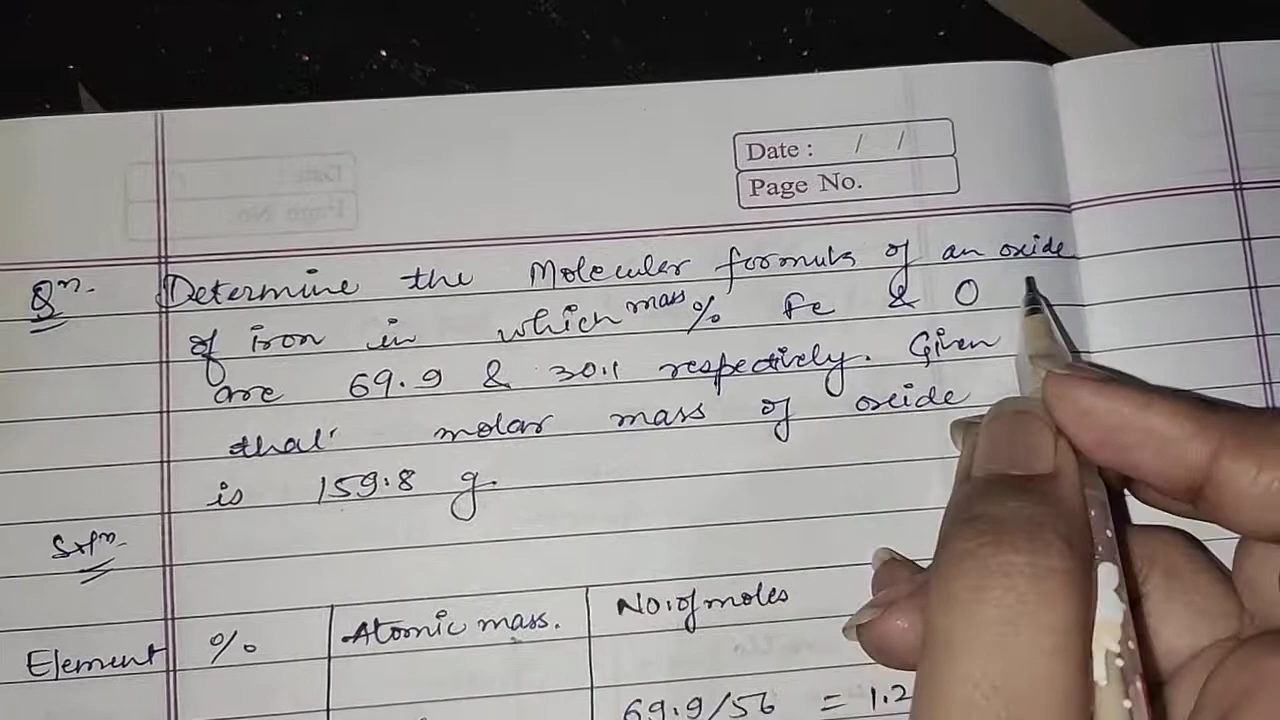 Date : / /
Page No.
Qn. Determine the Molecular formula of an oxide
of iron in which mass % Fe & O
are 69.9 & 30.1 respectively. Given
that molar mass of oxide
is 159.8 g.
Element % Atomic mass. No. of moles
69.9/56 = 1.2